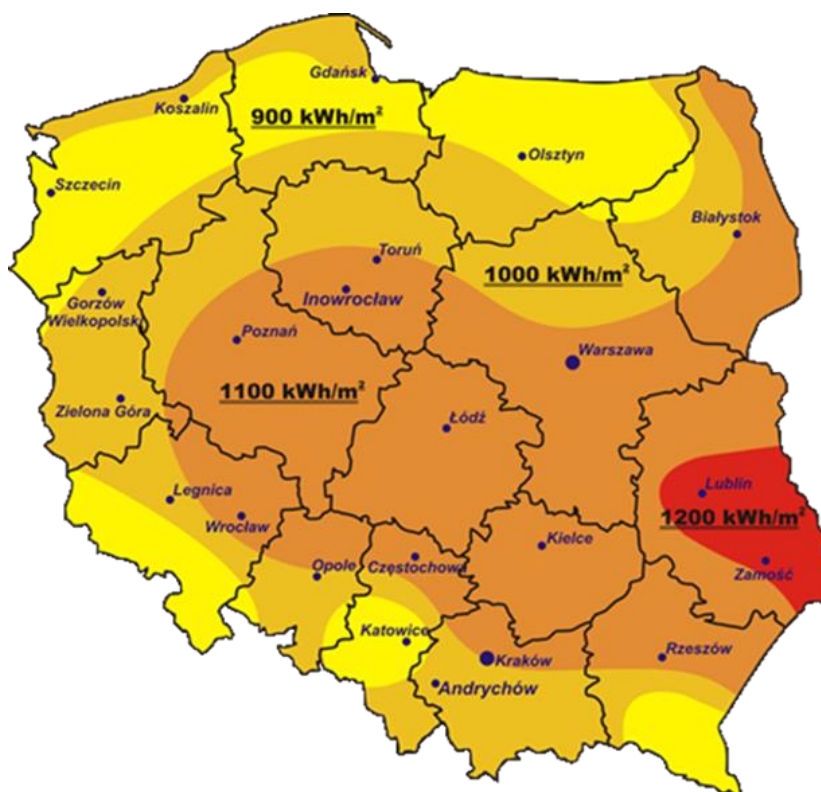 Gdańsk
Koszalin
900 kWh/m²
Olsztyn
Szczecin
Białystok
Toruń
1000 kWh/m²
Gorzów
Wielkopolski
Inowrocław
Poznań
Warszawa
1100 kWh/m²
Zielona Góra
Łódź
Legnica
Lublin
Wrocław
1200 kWh/m²
Kielce
Opole
Częstochowa
Zamość
Katowice
Kraków
Rzeszów
Andrychów